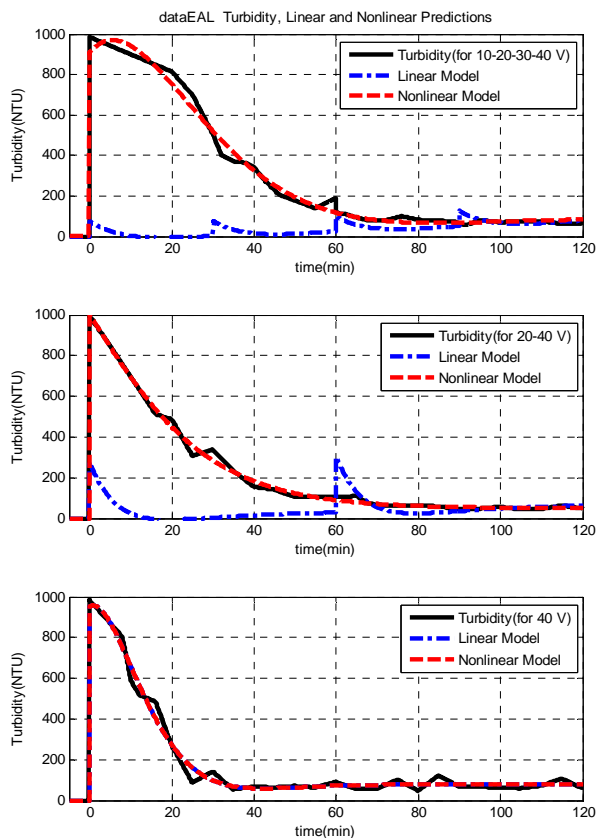 dataEAL  Turbidity, Linear and Nonlinear Predictions
1000
800
600
400
200
0
Turbidity(NTU)
Turbidity(for 10-20-30-40 V)
Linear Model
Nonlinear Model
0 20 40 60 80 100 120
time(min)
1000
800
600
400
200
0
Turbidity(NTU)
Turbidity(for 20-40 V)
Linear Model
Nonlinear Model
0 20 40 60 80 100 120
time(min)
1000
800
600
400
200
0
Turbidity(NTU)
Turbidity(for 40 V)
Linear Model
Nonlinear Model
0 20 40 60 80 100 120
time(min)